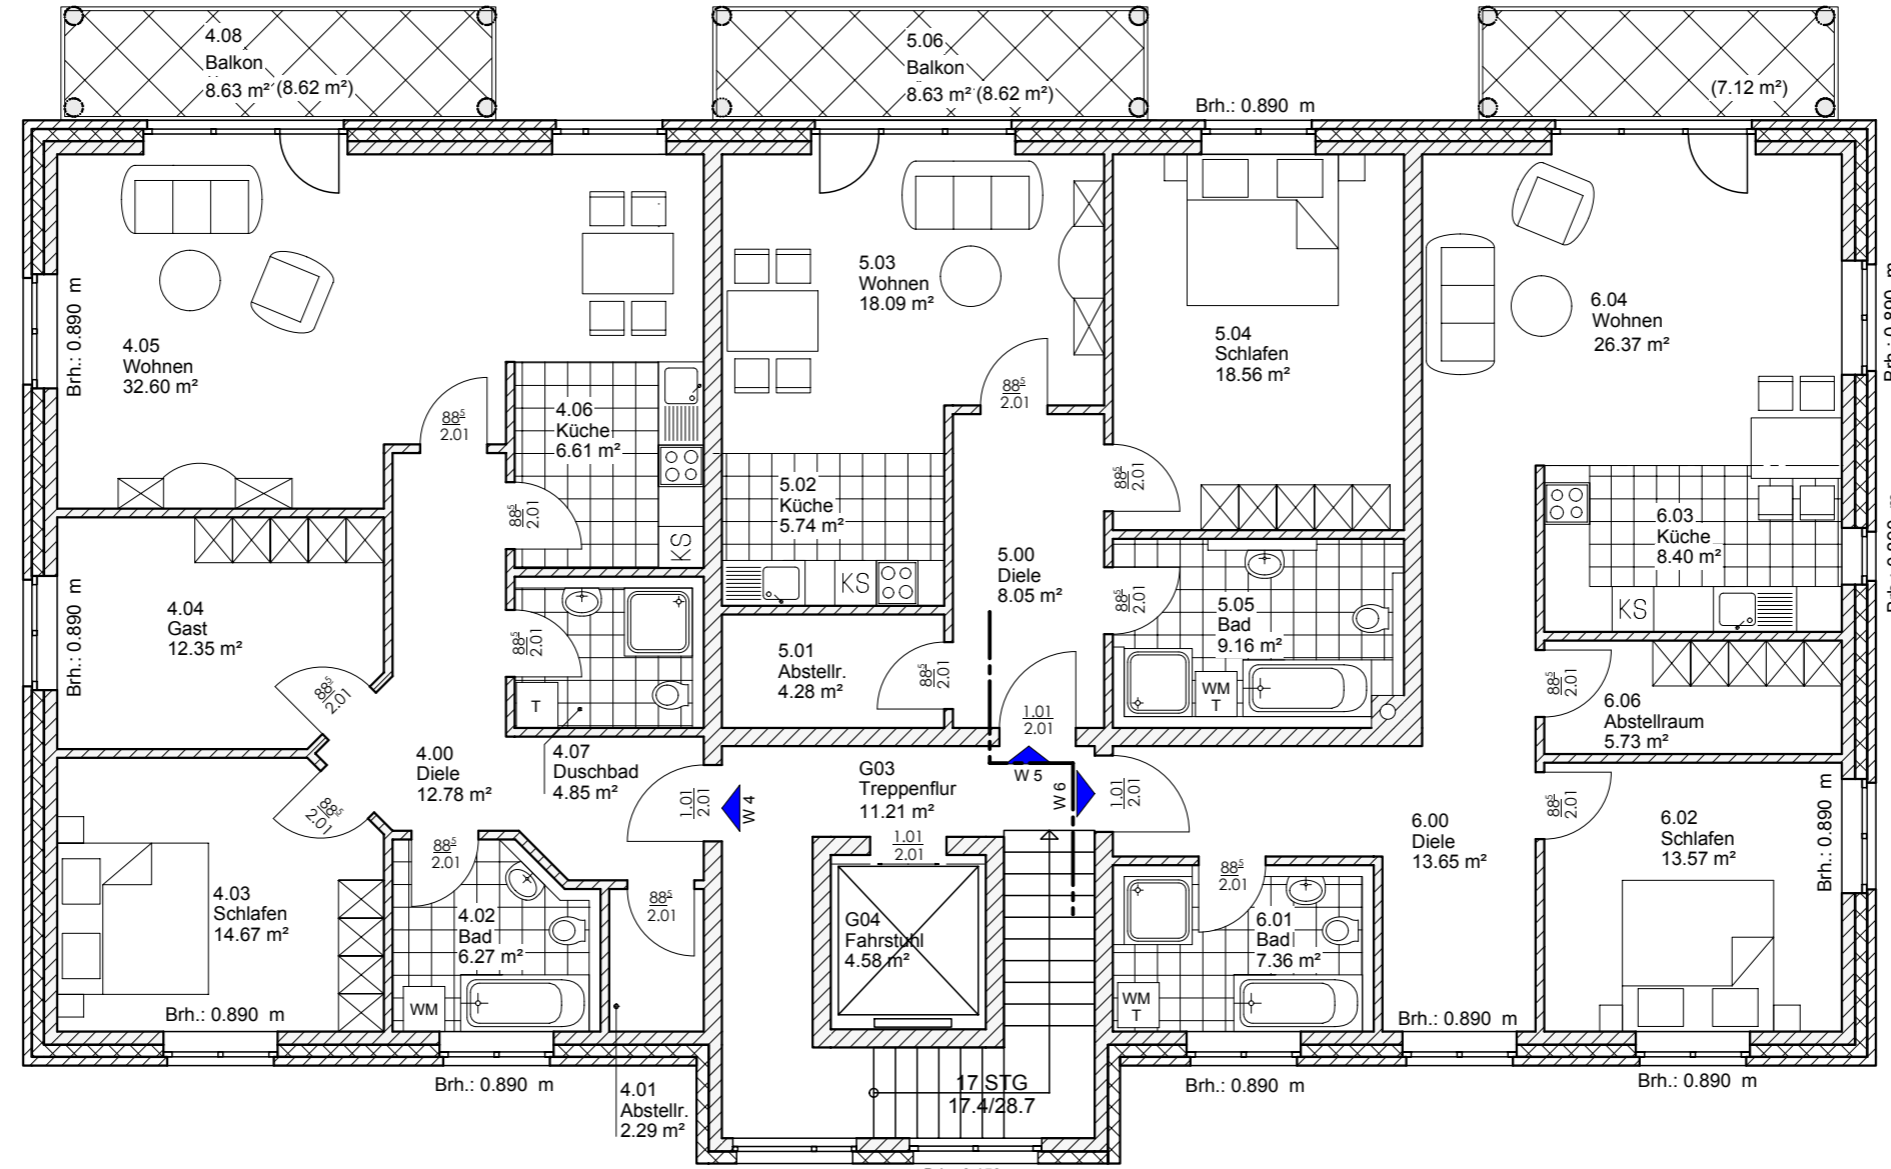 4.08
Balkon
8.63 m² (8.62 m²)
5.06
Balkon
8.63 m² (8.62 m²)
(7.12 m²)
Brh.: 0.890 m
Brh.: 0.890 m
4.05
Wohnen
32.60 m²
88⁵
2.01
4.06
Küche
6.61 m²
88⁵
2.01
KS
5.03
Wohnen
18.09 m²
88⁵
2.01
5.02
Küche
5.74 m²
KS
5.04
Schlafen
18.56 m²
88⁵
2.01
6.04
Wohnen
26.37 m²
Brh.: 0.890 m
6.03
Küche
8.40 m²
KS
Brh.: 0.890 m
Brh.: 0.890 m
4.04
Gast
12.35 m²
88⁵
2.01
88⁵
2.01
T
5.01
Abstellr.
4.28 m²
88⁵
2.01
5.00
Diele
8.05 m²
88⁵
2.01
5.05
Bad
9.16 m²
WM
T
88⁵
2.01
6.06
Abstellraum
5.73 m²
1.01
2.01
4.00
Diele
12.78 m²
4.07
Duschbad
4.85 m²
1.01
2.01
W 4
G03
Treppenflur
11.21 m²
W 5
W 6
1.01
2.01
88⁵
2.01
88⁵
2.01
88⁵
2.01
1.01
2.01
6.00
Diele
13.65 m²
88⁵
2.01
6.02
Schlafen
13.57 m²
Brh.: 0.890 m
4.03
Schlafen
14.67 m²
4.02
Bad
6.27 m²
WM
88⁵
2.01
G04
Fahrstuhl
4.58 m²
6.01
Bad
7.36 m²
WM
T
Brh.: 0.890 m
Brh.: 0.890 m
Brh.: 0.890 m
4.01
Abstellr.
2.29 m²
17 STG
17.4/28.7
Brh.: 0.890 m
Brh.: 0.890 m